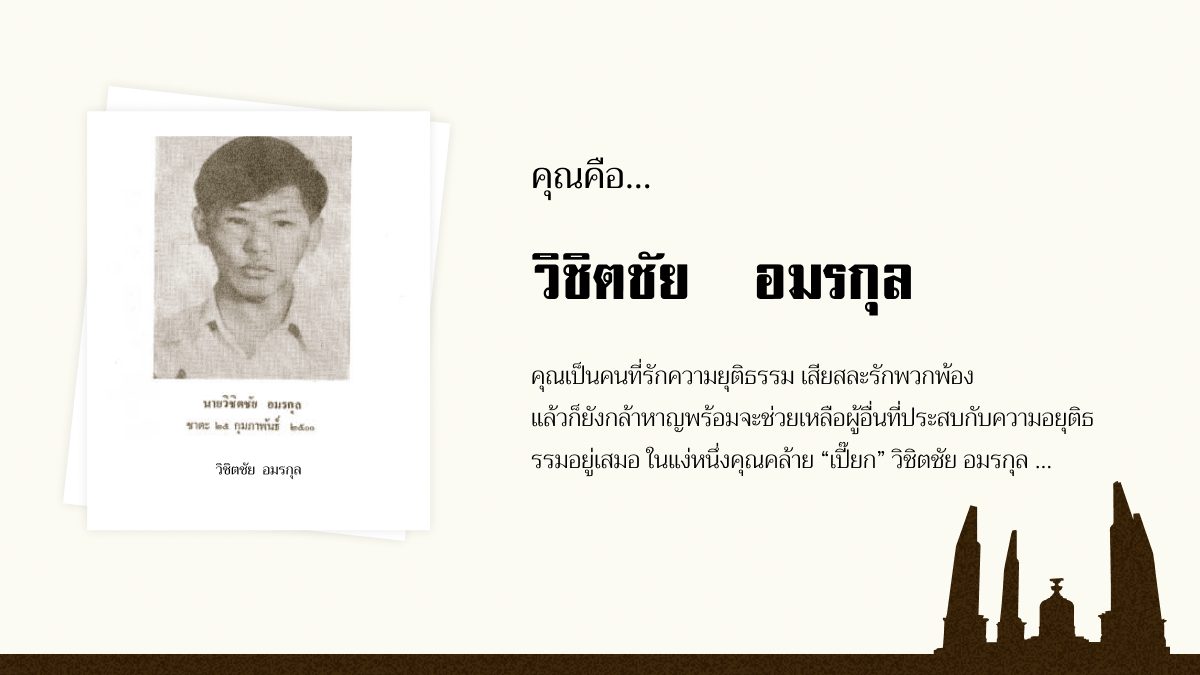 นายวิชิตชัย อมรกุล
ชาตะ ๒๕ กุมภาพันธ์ ๒๕๐๐
วิชิตชัย อมรกุล
คุณคือ...
วิชิตชัย อมรกุล
คุณเป็นคนที่รักความยุติธรรม เสียสละรักพวกพ้อง
แล้วก็ยังกล้าหาญพร้อมจะช่วยเหลือผู้อื่นที่ประสบกับความอยุติธ
รรมอยู่เสมอ ในแง่หนึ่งคุณคล้าย “เปี๊ยก” วิชิตชัย อมรกุล ...